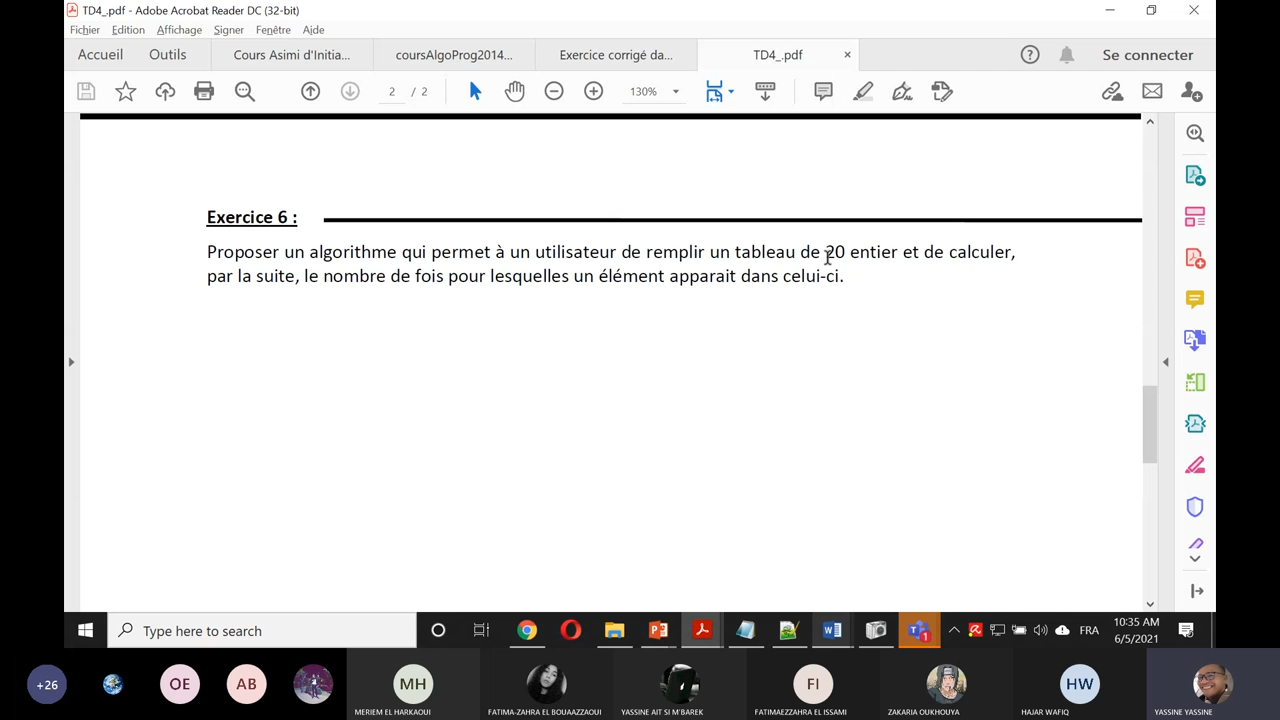 TD4_.pdf - Adobe Acrobat Reader DC (32-bit)
Fichier Edition Affichage Signer Fenêtre Aide
Accueil Outils Cours Asimi d'Initia... coursAlgoProg2014... Exercice corrigé da... TD4_.pdf × Se connecter
2 / 2 130%
Exercice 6 :
Proposer un algorithme qui permet à un utilisateur de remplir un tableau de 20 entier et de calculer,
par la suite, le nombre de fois pour lesquelles un élément apparait dans celui-ci.
Type here to search
FRA
10:35 AM
6/5/2021
1
+26 OE AB MH FI HW
MERIEM EL HARKAOUI FATIMA-ZAHRA EL BOUAAZZAOUI YASSINE AIT SI M'BAREK FATIMAEZZAHRA EL ISSAMI ZAKARIA OUKHOUYA HAJAR WAFIQ YASSINE YASSINE